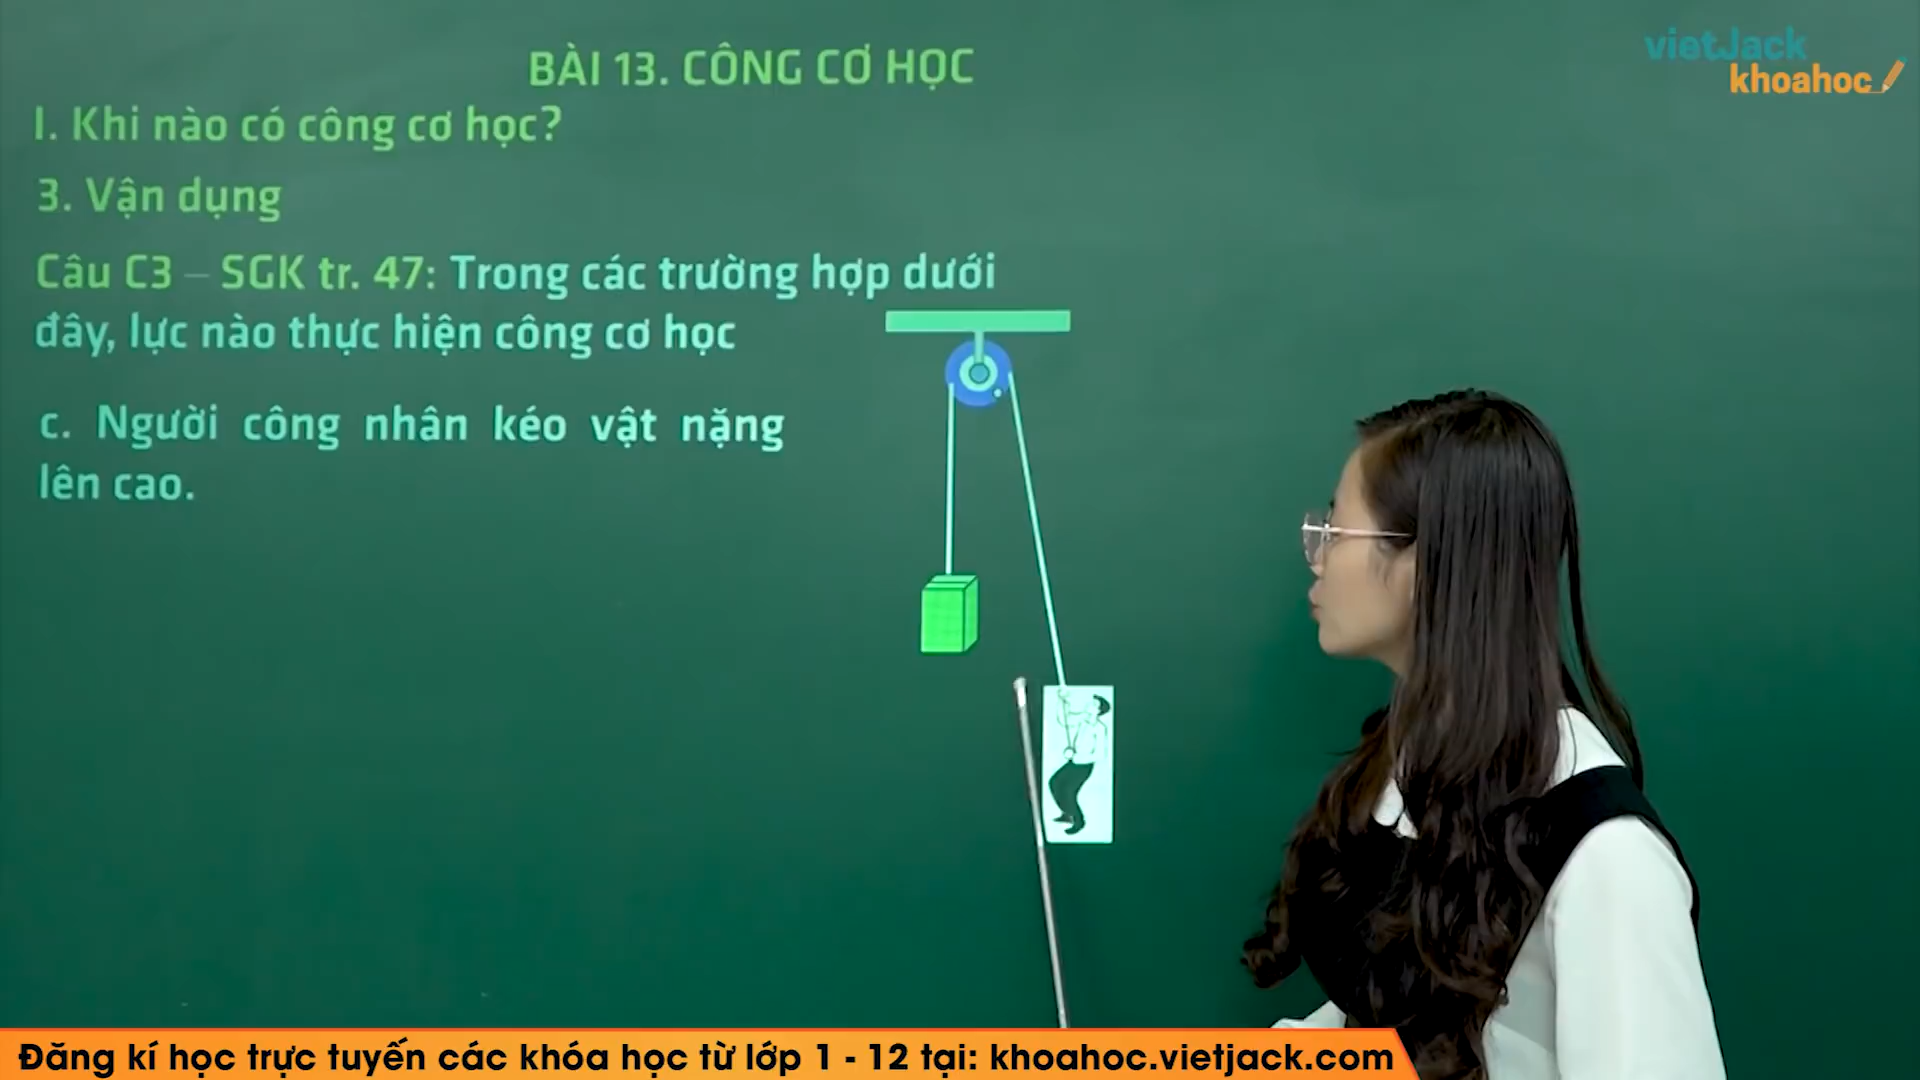 BÀI 13. CÔNG CƠ HỌC
vietJack
khoahoc
I. Khi nào có công cơ học?
3. Vận dụng
Câu C3 – SGK tr. 47: Trong các trường hợp dưới
đây, lực nào thực hiện công cơ học
c. Người công nhân kéo vật nặng
lên cao.
Đăng kí học trực tuyến các khóa học từ lớp 1 - 12 tại: khoahoc.vietjack.com